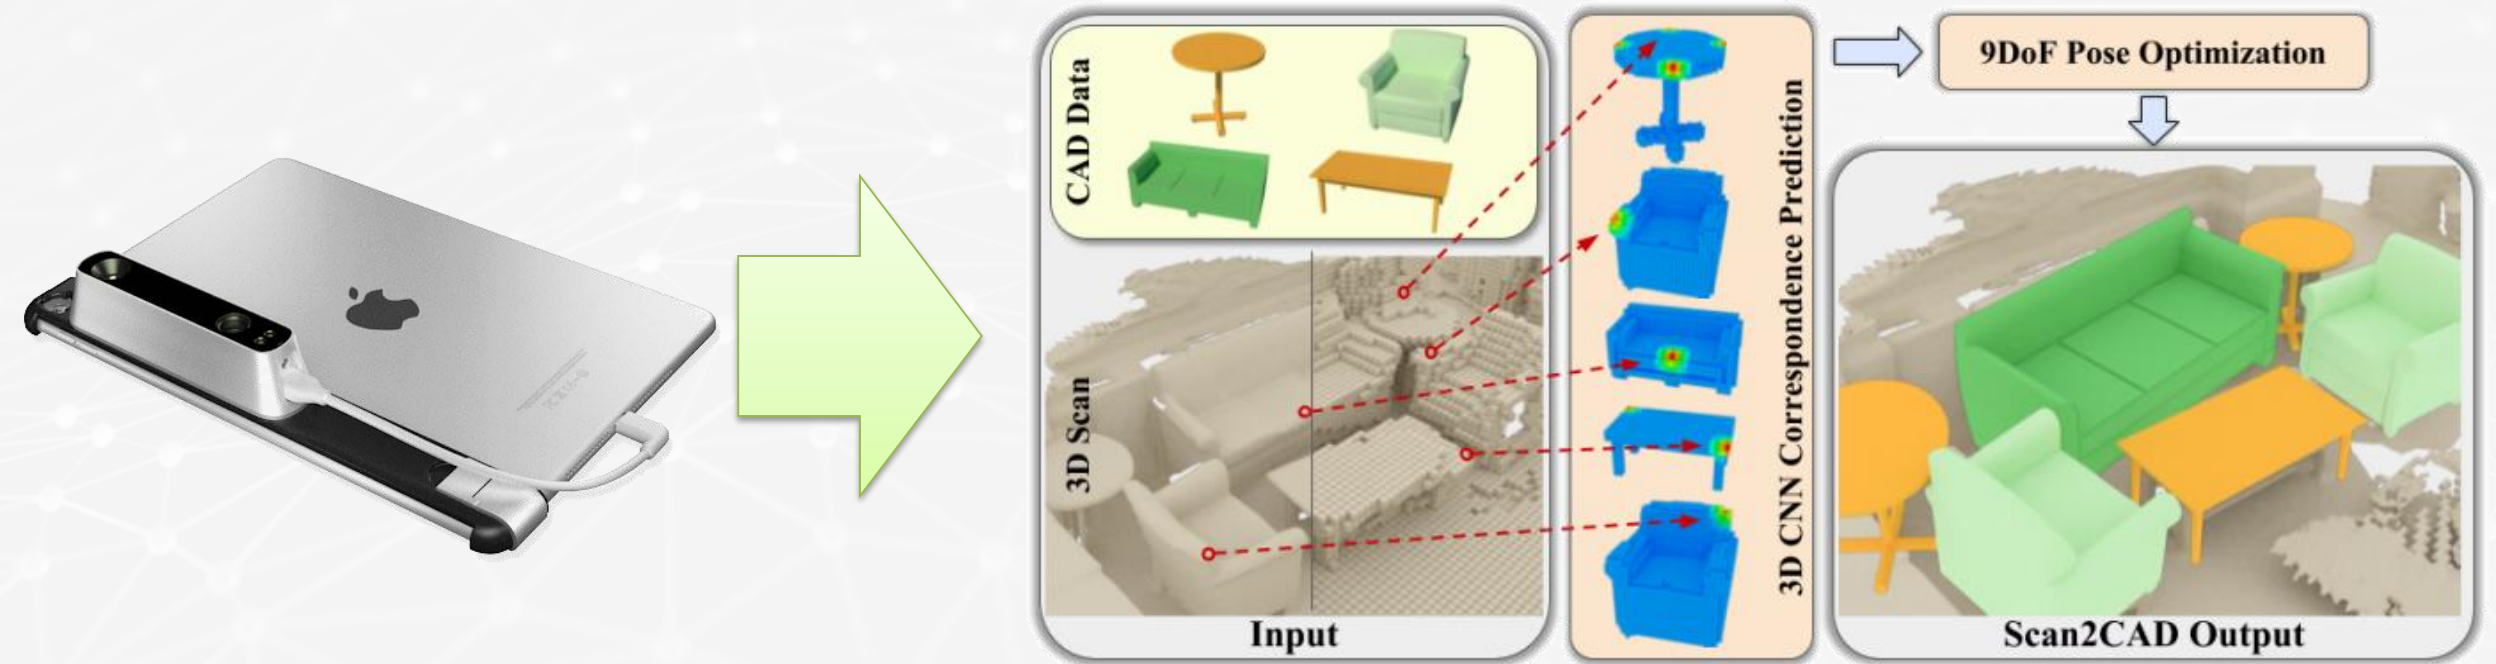 CAD Data
3D Scan
Input
3D CNN Correspondence Prediction
9DoF Pose Optimization
Scan2CAD Output